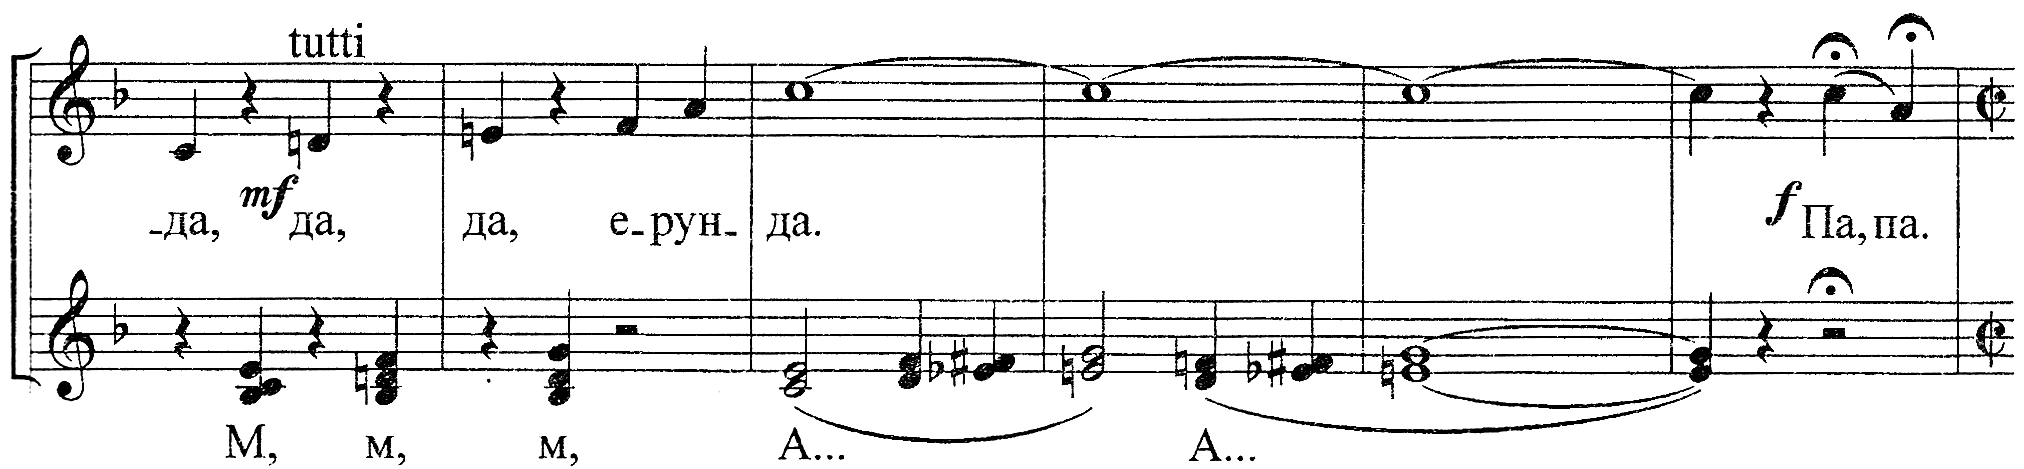 tutti
mf f
-да, да, да, е-рун-да. Па, па.
М, м, м, А... А...